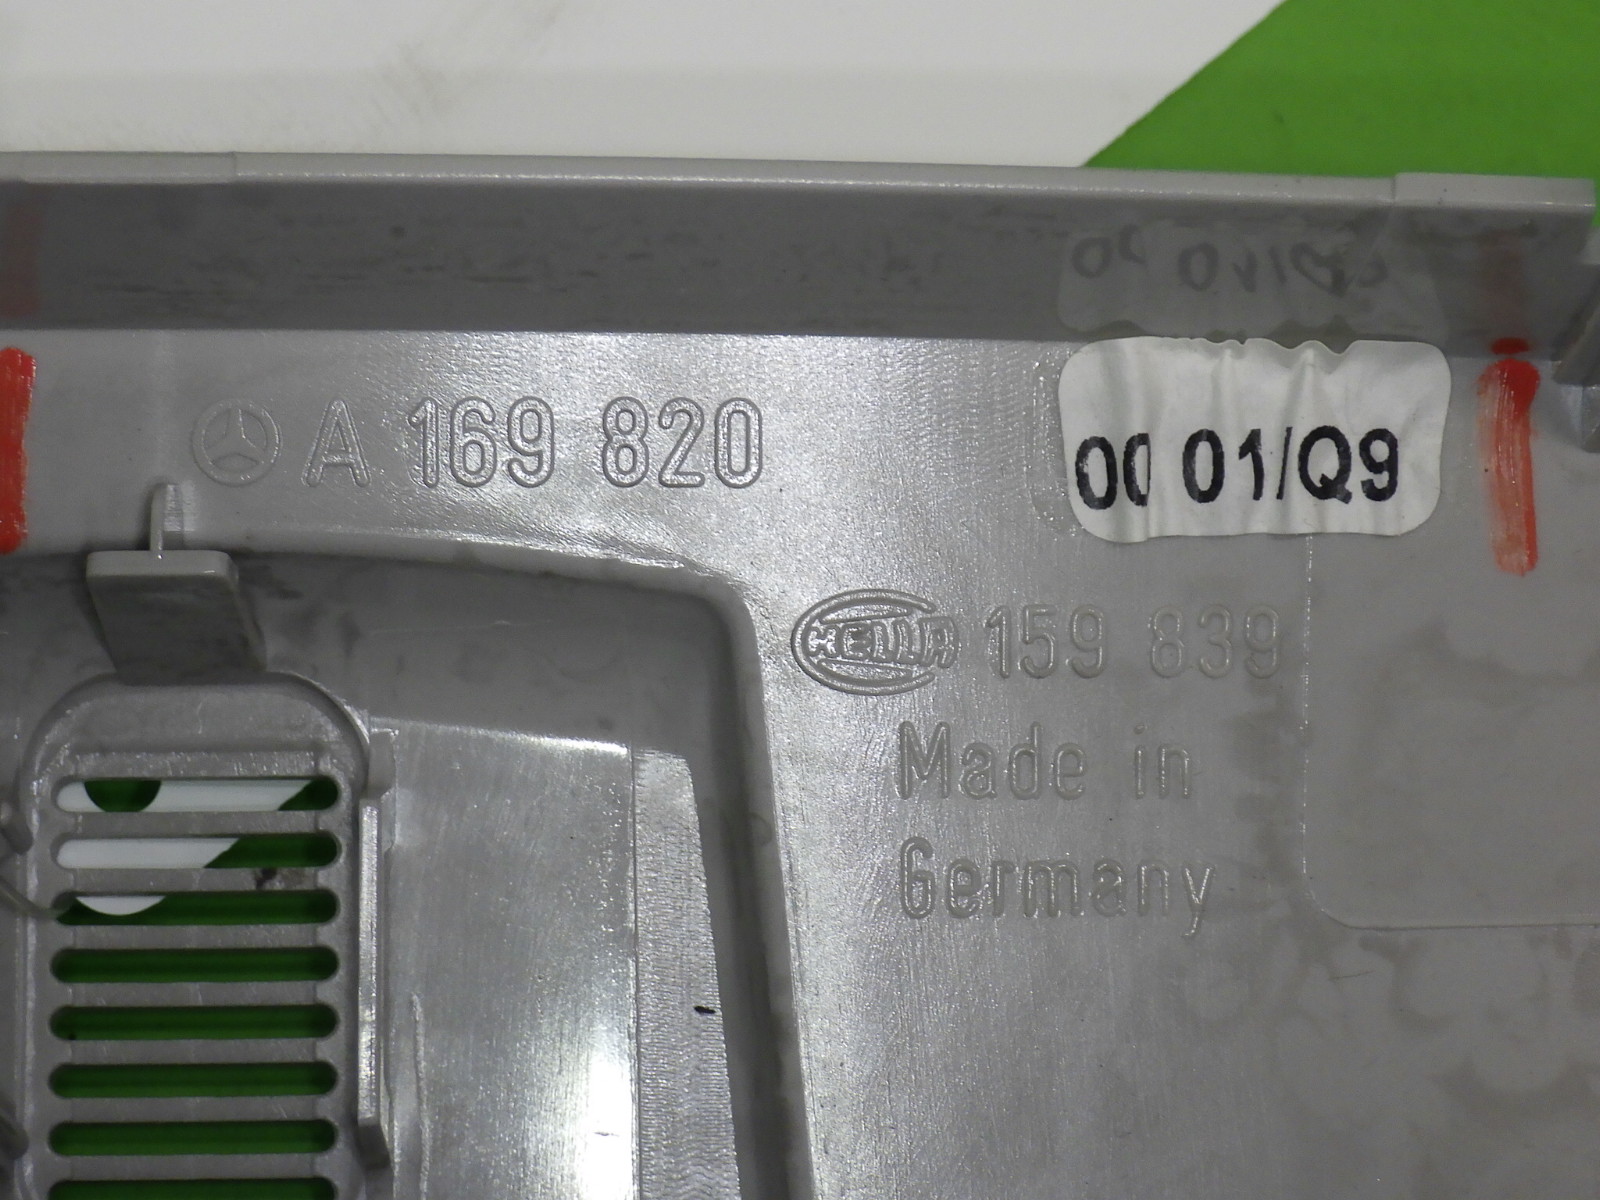 A 169 820 00 01/Q9
HELLA 159 839
Made in
Germany